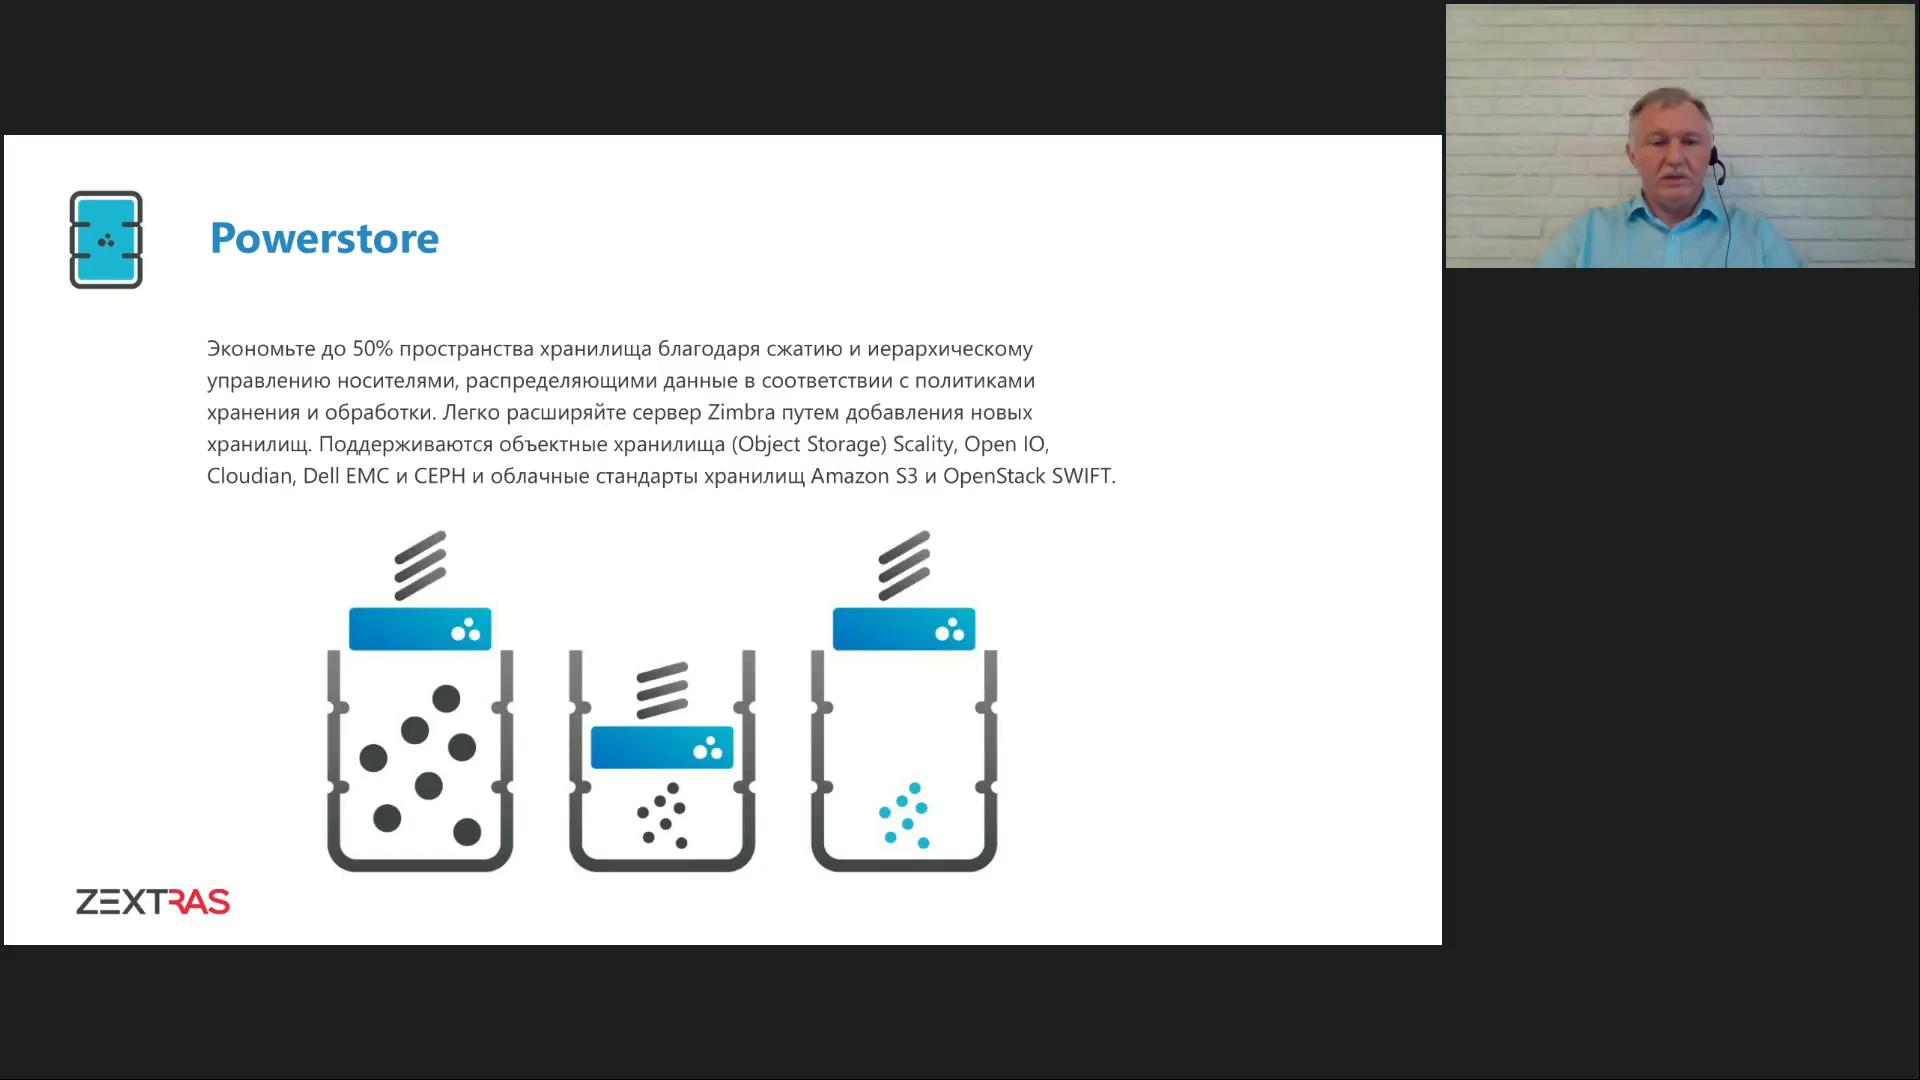 Powerstore
Экономьте до 50% пространства хранилища благодаря сжатию и иерархическому
управлению носителями, распределяющими данные в соответствии с политиками
хранения и обработки. Легко расширяйте сервер Zimbra путем добавления новых
хранилищ. Поддерживаются объектные хранилища (Object Storage) Scality, Open IO,
Cloudian, Dell EMC и CEPH и облачные стандарты хранилищ Amazon S3 и OpenStack SWIFT.
ZEXTRAS